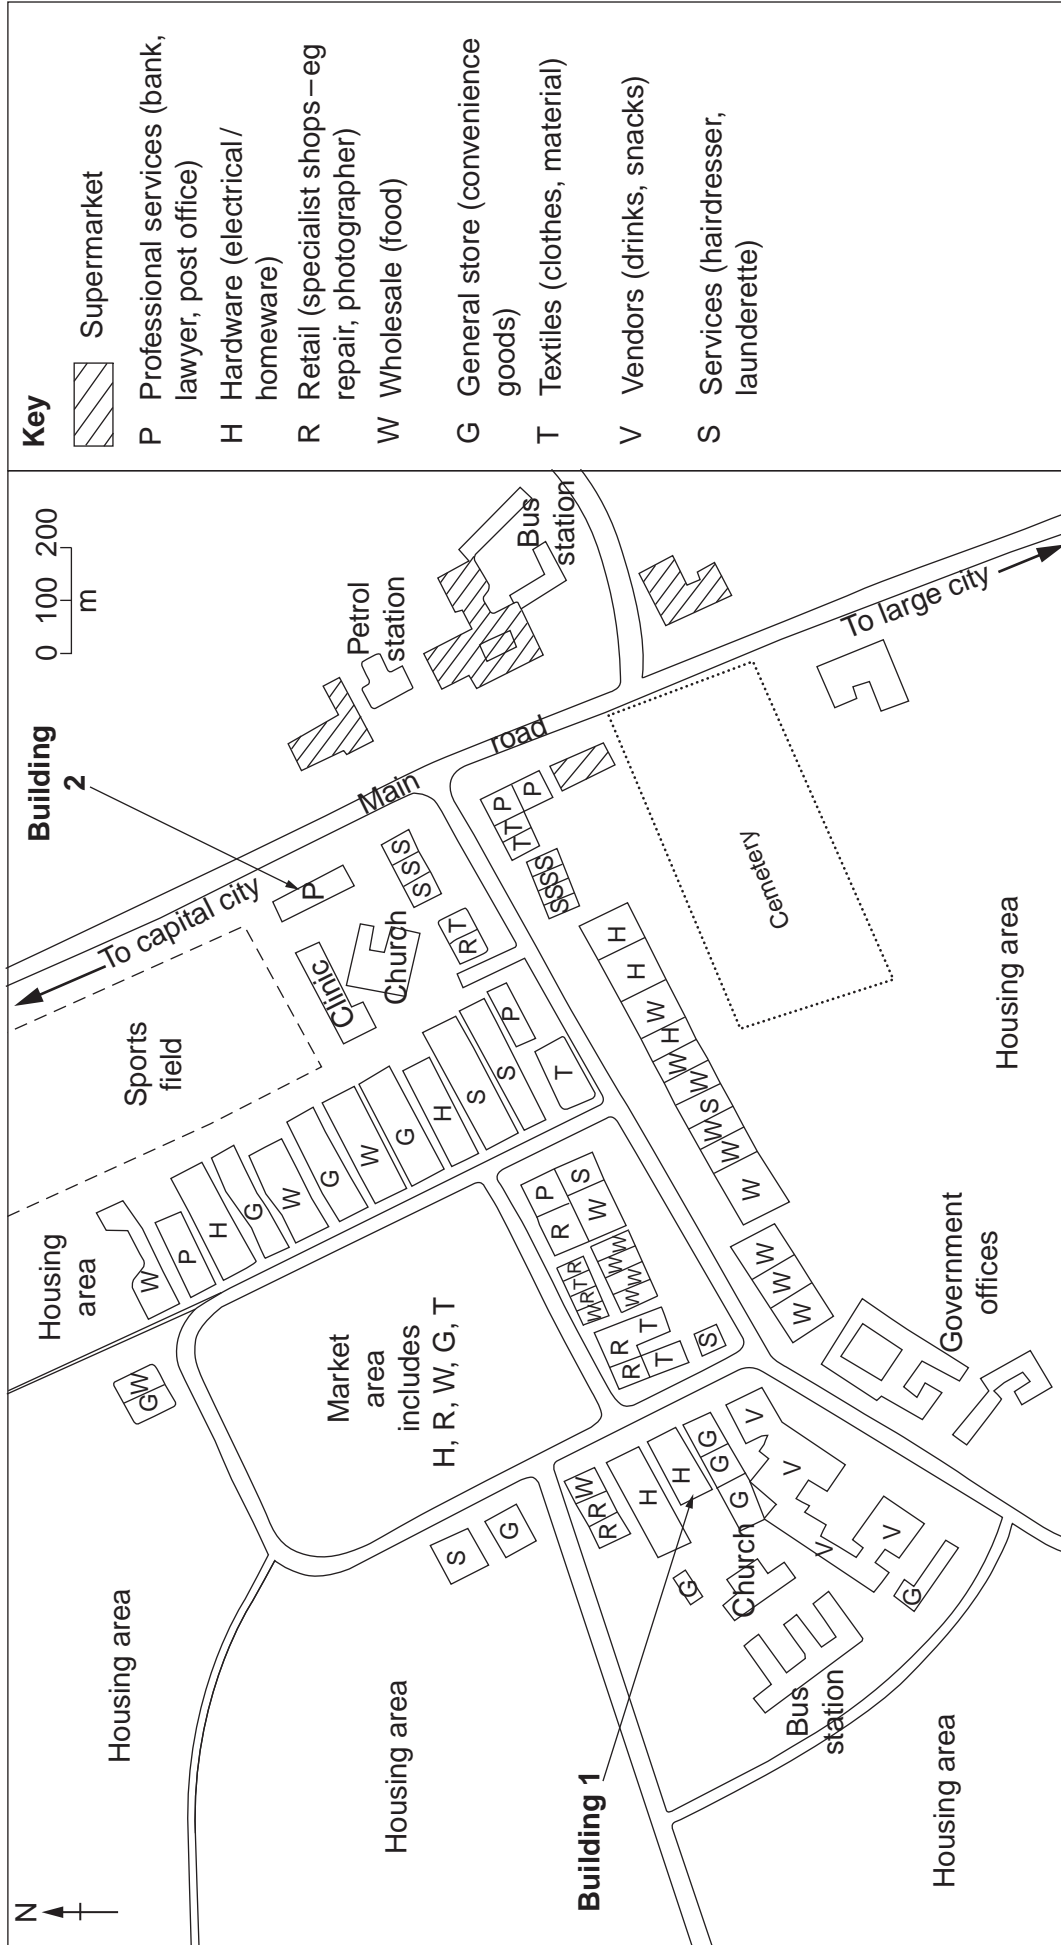 N
0 100 200
m
Building
2
To capital city
Sports
field
Housing
area
Clinic
Church
P
Main
road
Petrol
station
Bus
station
To large city
Housing area
Market
area
includes
H, R, W, G, T
G W
W
P
H
G
W
G
W
G
H
S
S
P
T
R T
S S S
T T P
P
S S S S
H
H
W
H
W
W
S
W
W
W
W
W
W
P
S
R
W
R
T
R
W
W
W
W
W
R
T
R
T
S
Cemetery
Housing area
Government
offices
Housing area
S
G
R R W
H
H
G
G
G
G
V
V
V
V
G
Church
Bus
station
Building 1
Housing area
Key
Supermarket
P Professional services (bank,
lawyer, post office)
H Hardware (electrical/
homeware)
R Retail (specialist shops–eg
repair, photographer)
W Wholesale (food)
G General store (convenience
goods)
T Textiles (clothes, material)
V Vendors (drinks, snacks)
S Services (hairdresser,
launderette)